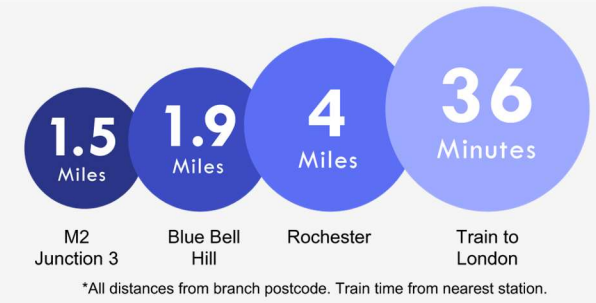 1.5
Miles
M2
Junction 3
1.9
Miles
Blue Bell
Hill
4
Miles
Rochester
36
Minutes
Train to
London
*All distances from branch postcode. Train time from nearest station.